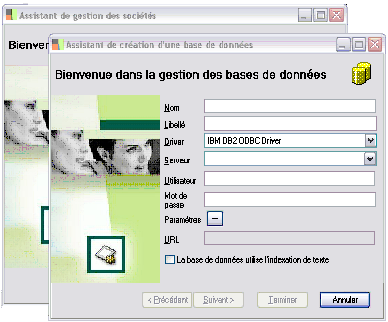 Assistant de gestion des sociétés
Bienven
Assistant de création d'une base de données
Bienvenue dans la gestion des bases de données
Nom
Libellé
Driver
IBM DB2 ODBC Driver
Serveur
Utilisateur
Mot de
passe
Paramètres
URL
La base de données utilise l'indexation de texte
< Précédent
Suivant >
Terminer
Annuler